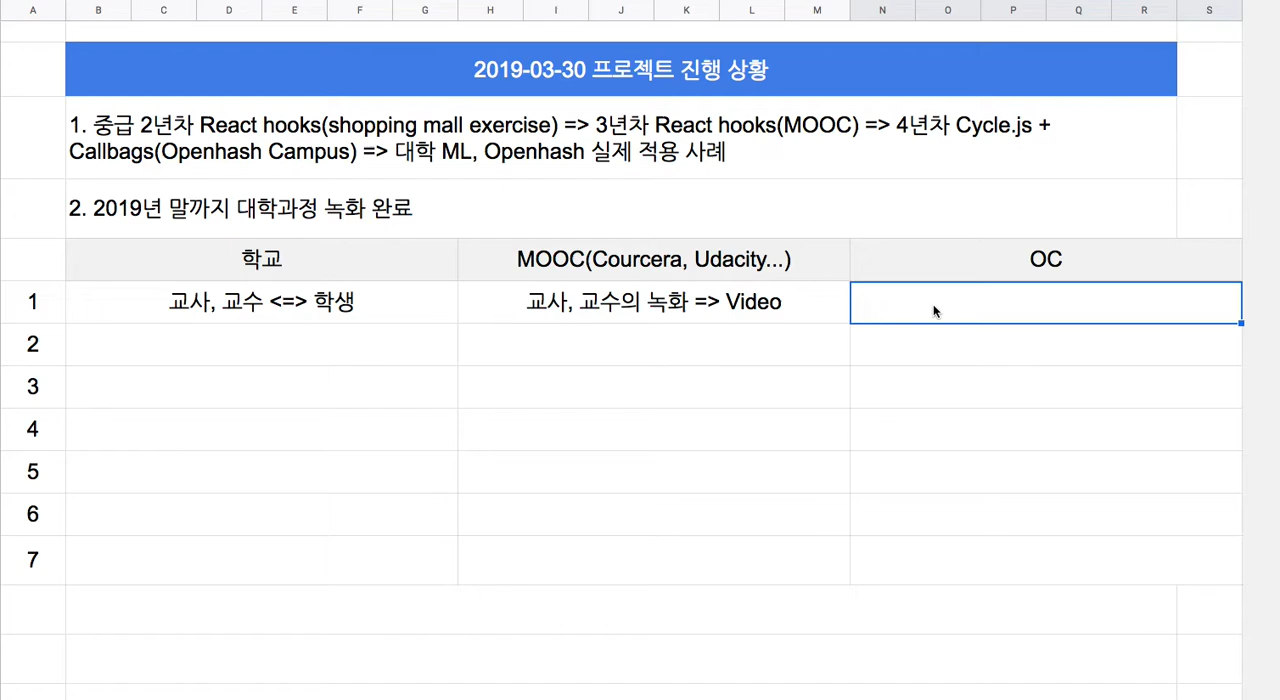 A B C D E F G H I J K L M N O P Q R S
2019-03-30 프로젝트 진행 상황
1. 중급 2년차 React hooks(shopping mall exercise) => 3년차 React hooks(MOOC) => 4년차 Cycle.js +
Callbags(Openhash Campus) => 대학 ML, Openhash 실제 적용 사례
2. 2019년 말까지 대학과정 녹화 완료
학교 MOOC(Courcera, Udacity...) OC
1 교사, 교수 <=> 학생 교사, 교수의 녹화 => Video
2
3
4
5
6
7